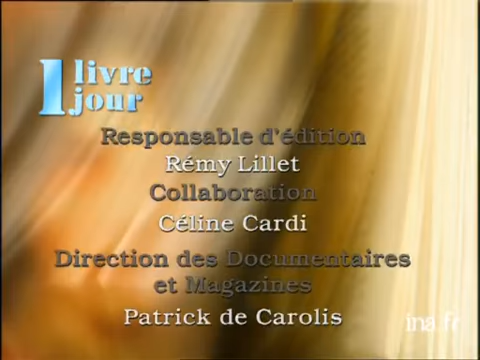 1 livre
jour
Responsable d'édition
Rémy Lillet
Collaboration
Céline Cardi
Direction des Documentaires
et Magazines
Patrick de Carolis
ina.fr